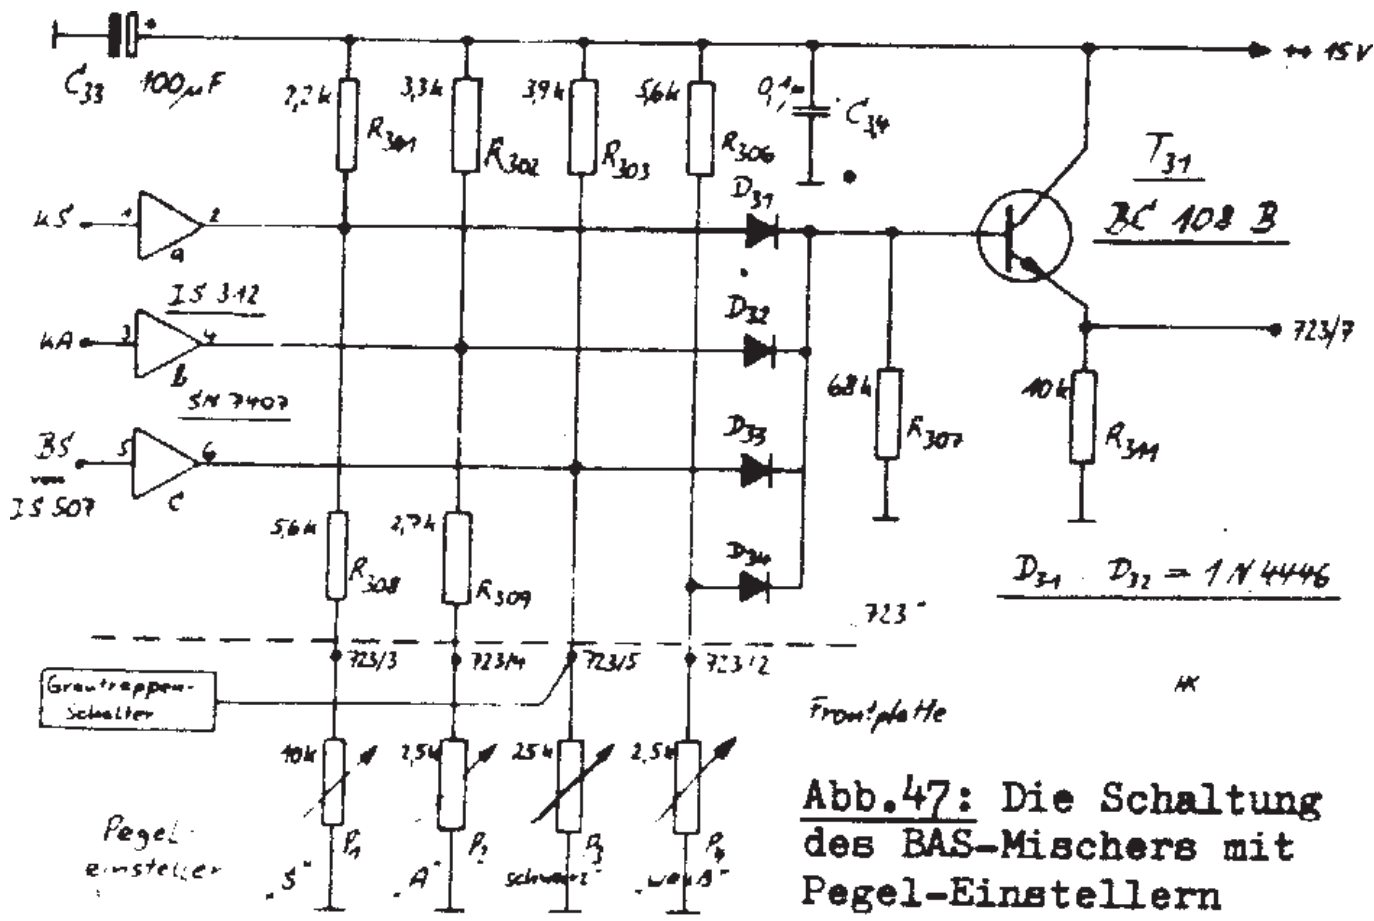 + 15V
C33
100µF
2,2k
R301
3,3k
R302
3,9k
R303
5,6k
R306
0,1µ
C34
T31
BC 108 B
KS
1
2
a
D31
IS 312
KA
3
4
b
D32
SN 7407
BS
5
6
c
von
IS 507
D33
68k
R307
10k
R311
723/7
5,6k
R308
2,7k
R309
D34
D31 D32 = 1N4446
"723"
723/3
723/4
723/5
723/2
Grautreppen-
schalter
HK
Frontplatte
10k
2,5k
25k
2,5k
Pegel-
einsteller
P1
P2
P3
P4
"S"
"A"
"schwarz"
"weiß"
Abb.47: Die Schaltung
des BAS-Mischers mit
Pegel-Einstellern